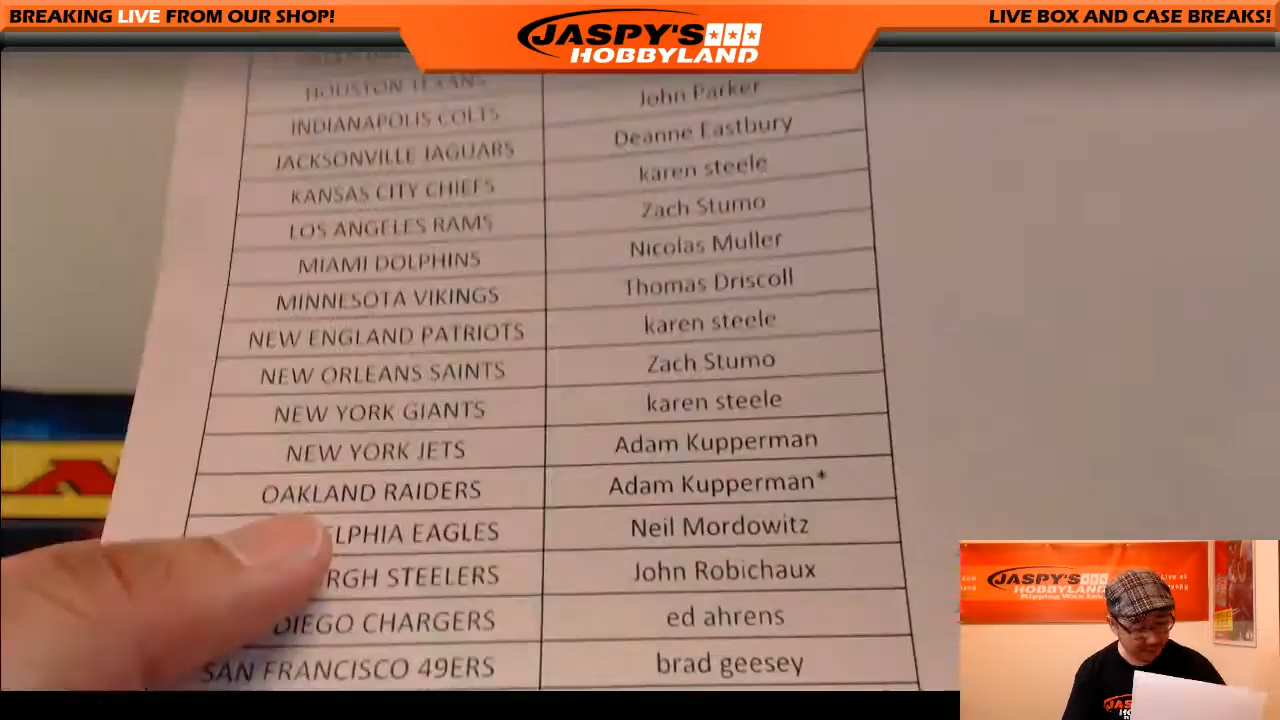 BREAKING LIVE FROM OUR SHOP!
JASPY'S
HOBBYLAND
LIVE BOX AND CASE BREAKS!
HOUSTON TEXANS
INDIANAPOLIS COLTS John Parker
JACKSONVILLE JAGUARS Deanne Eastbury
KANSAS CITY CHIEFS karen steele
LOS ANGELES RAMS Zach Stumo
MIAMI DOLPHINS Nicolas Muller
MINNESOTA VIKINGS Thomas Driscoll
NEW ENGLAND PATRIOTS karen steele
NEW ORLEANS SAINTS Zach Stumo
NEW YORK GIANTS karen steele
NEW YORK JETS Adam Kupperman
OAKLAND RAIDERS Adam Kupperman*
ELPHIA EAGLES Neil Mordowitz
RGH STEELERS John Robichaux
DIEGO CHARGERS ed ahrens
SAN FRANCISCO 49ERS brad geesey
JASPY'S
HOBBYLAND
Live at